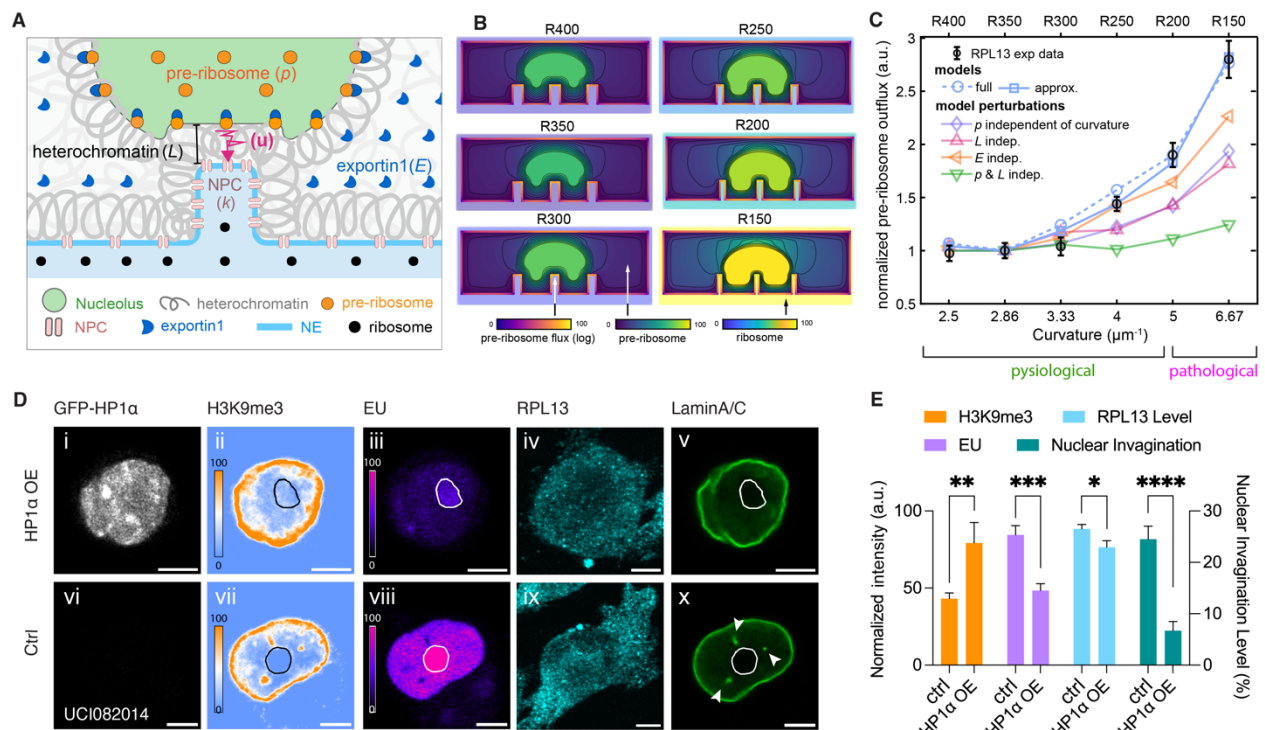 A
pre-ribosome (p)
(u)
heterochromatin (L)
exportin1(E)
NPC
(k)
Nucleolus
heterochromatin
pre-ribosome
NPC
exportin1
NE
ribosome
B
R400
R250
R350
R200
R300
R150
0
100
0
100
0
100
pre-ribosome flux (log)
pre-ribosome
ribosome
C
R400
R350
R300
R250
R200
R150
3
2.5
2
1.5
1
0.5
normalized pre-ribosome outflux (a.u.)
RPL13 exp data
models
full
approx.
model perturbations
p independent of curvature
L indep.
E indep.
p & L indep.
2.5
2.86
3.33
4
5
6.67
Curvature (µm⁻¹)
pysiological
pathological
D
GFP-HP1α
H3K9me3
EU
RPL13
LaminA/C
HP1α OE
i
ii
100
0
iii
100
0
iv
v
Ctrl
vi
UCI082014
vii
100
0
viii
100
0
ix
x
E
H3K9me3
RPL13 Level
EU
Nuclear Invagination
**
***
*
****
Normalized intensity (a.u.)
100
50
0
30
20
10
0
Nuclear Invagination
Level (%)
ctrl
HP1α OE
ctrl
HP1α OE
ctrl
HP1α OE
ctrl
HP1α OE